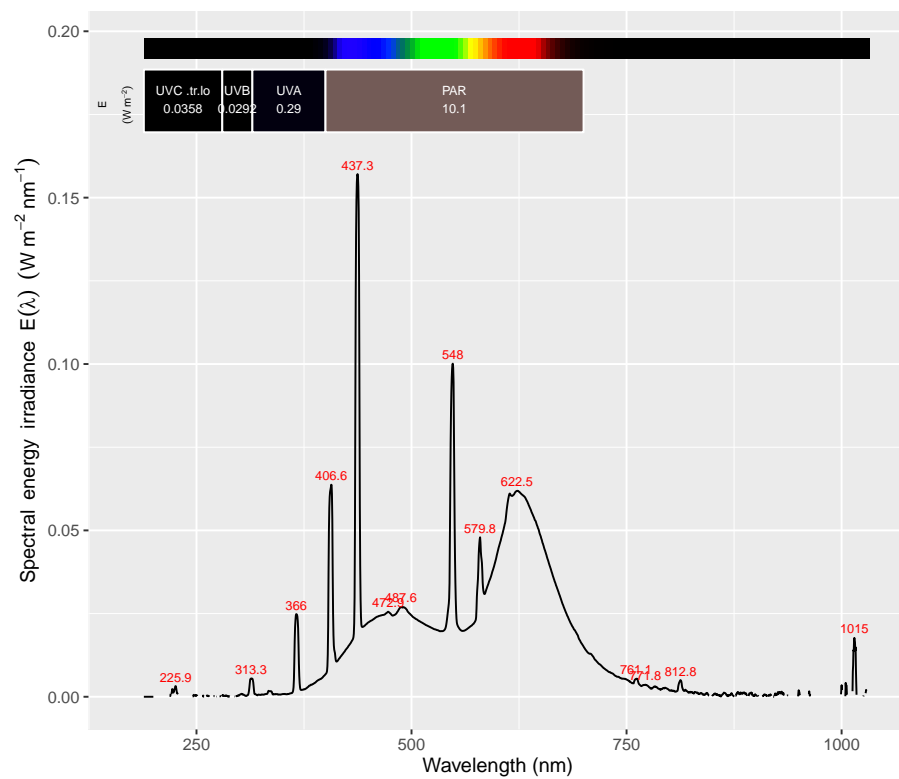 0.20
UVC .tr.lo UVB UVA PAR
0.0358 0.0292 0.29 10.1
E
(W m⁻²)
437.3
0.15
548
0.10
406.6
622.5
579.8
0.05
366
472.9 487.6
1015
313.3
761.1 771.8 812.8
225.9
0.00
250 500 750 1000
Wavelength (nm)
Spectral energy irradiance E(λ) (W m⁻² nm⁻¹)